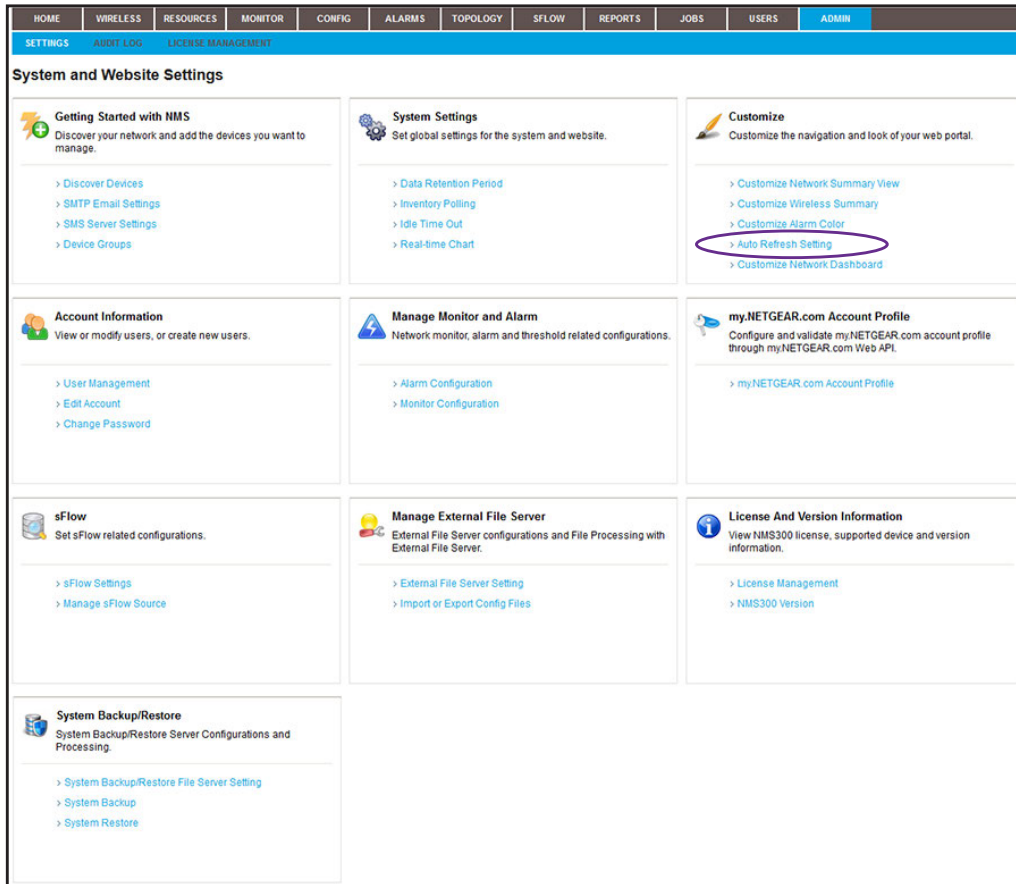 HOME WIRELESS RESOURCES MONITOR CONFIG ALARMS TOPOLOGY SFLOW REPORTS JOBS USERS ADMIN
SETTINGS AUDIT LOG LICENSE MANAGEMENT
System and Website Settings
Getting Started with NMS
Discover your network and add the devices you want to
manage.
> Discover Devices
> SMTP Email Settings
> SMS Server Settings
> Device Groups
System Settings
Set global settings for the system and website.
> Data Retention Period
> Inventory Polling
> Idle Time Out
> Real-time Chart
Customize
Customize the navigation and look of your web portal.
> Customize Network Summary View
> Customize Wireless Summary
> Customize Alarm Color
> Auto Refresh Setting
> Customize Network Dashboard
Account Information
View or modify users, or create new users.
> User Management
> Edit Account
> Change Password
Manage Monitor and Alarm
Network monitor, alarm and threshold related configurations.
> Alarm Configuration
> Monitor Configuration
my.NETGEAR.com Account Profile
Configure and validate my.NETGEAR.com account profile
through my.NETGEAR.com Web API.
> my.NETGEAR.com Account Profile
sFlow
Set sFlow related configurations.
> sFlow Settings
> Manage sFlow Source
Manage External File Server
External File Server configurations and File Processing with
External File Server.
> External File Server Setting
> Import or Export Config Files
License And Version Information
View NMS300 license, supported device and version
information.
> License Management
> NMS300 Version
System Backup/Restore
System Backup/Restore Server Configurations and
Processing.
> System Backup/Restore File Server Setting
> System Backup
> System Restore